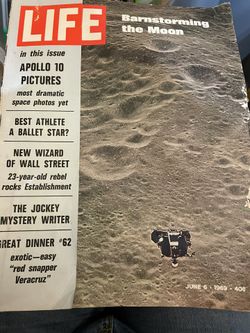 LIFE
Barnstorming
the Moon
in this issue
APOLLO 10
PICTURES
most dramatic
space photos yet
BEST ATHLETE
A BALLET STAR?
NEW WIZARD
OF WALL STREET
23-year-old rebel
rocks Establishment
THE JOCKEY
MYSTERY WRITER
GREAT DINNER #62
exotic—easy
"red snapper
Veracruz"
JUNE 6 · 1969 · 40¢